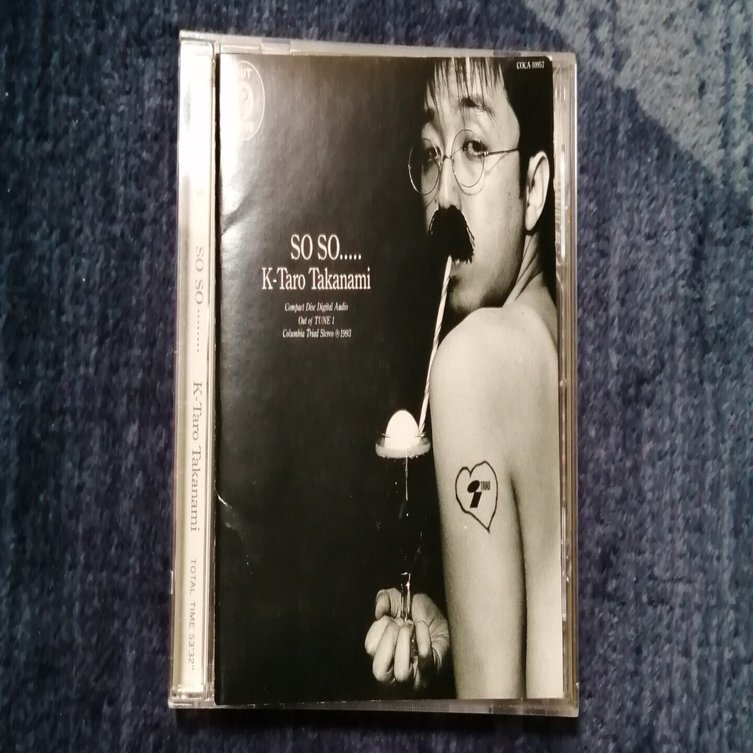 COCA-10957
SO SO.....
K-Taro Takanami
Compact Disc Digital Audio
Out of TUNE 1
Columbia Triad Stereo ℗1993
TRIAD
SO SO....... K-Taro Takanami TOTAL TIME 53'32"